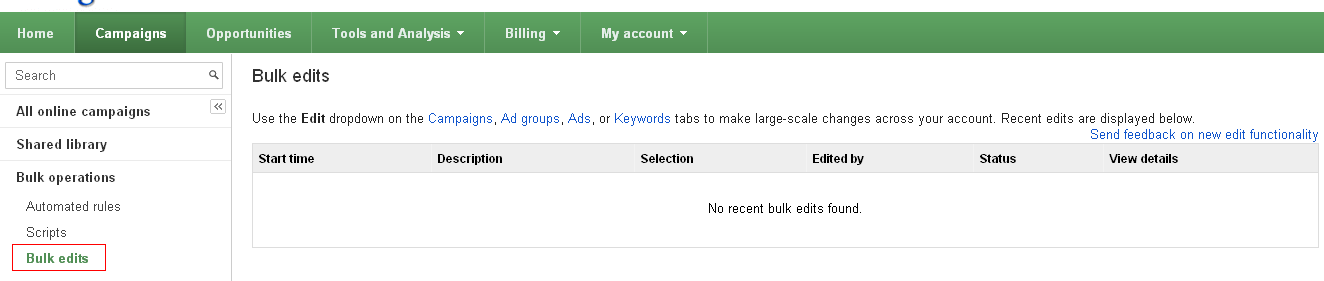 Home Campaigns Opportunities Tools and Analysis Billing My account
Search
All online campaigns
Shared library
Bulk operations
Automated rules
Scripts
Bulk edits
Bulk edits
Use the Edit dropdown on the Campaigns, Ad groups, Ads, or Keywords tabs to make large-scale changes across your account. Recent edits are displayed below.
Send feedback on new edit functionality
Start time Description Selection Edited by Status View details
No recent bulk edits found.